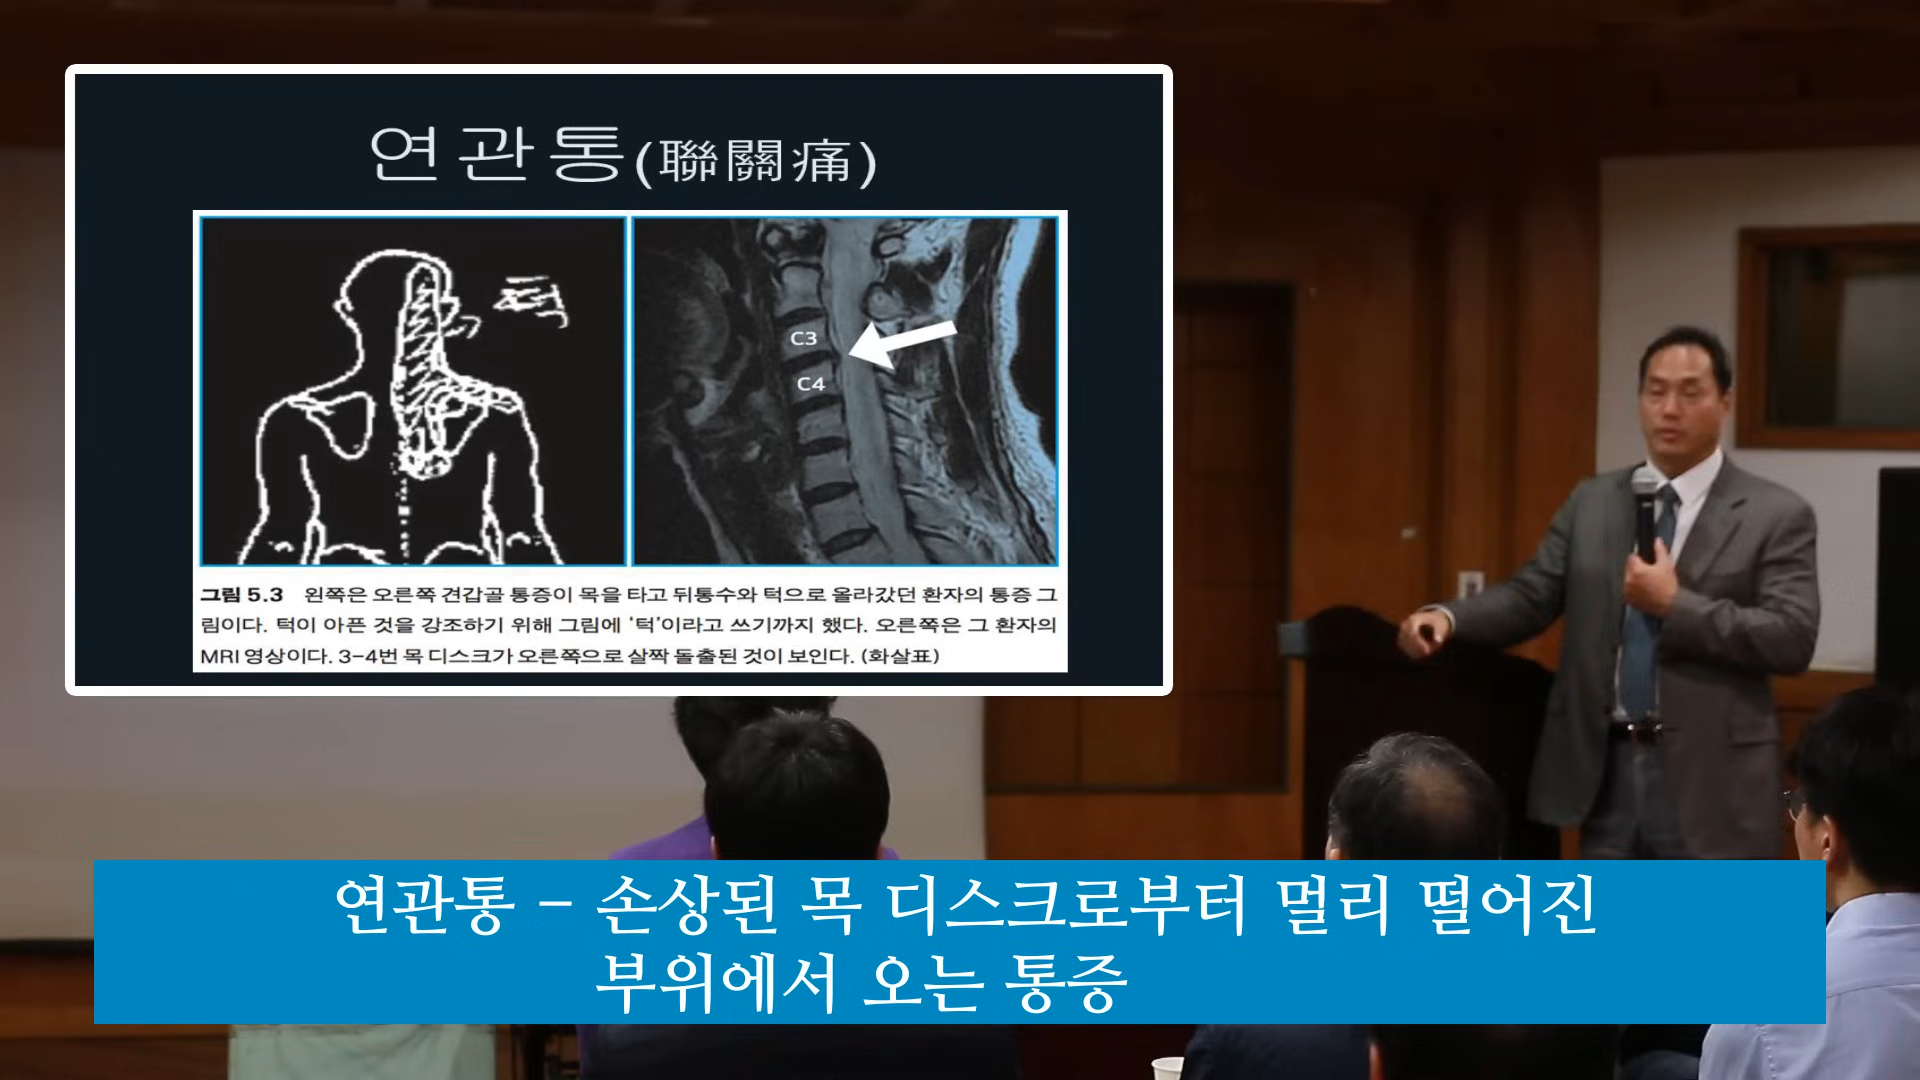 연관통(聯關痛)
턱
C3
C4
그림 5.3 왼쪽은 오른쪽 견갑골 통증이 목을 타고 뒤통수와 턱으로 올라갔던 환자의 통증 그
림이다. 턱이 아픈 것을 강조하기 위해 그림에 '턱'이라고 쓰기까지 했다. 오른쪽은 그 환자의
MRI 영상이다. 3-4번 목 디스크가 오른쪽으로 살짝 돌출된 것이 보인다. (화살표)
연관통 - 손상된 목 디스크로부터 멀리 떨어진
부위에서 오는 통증